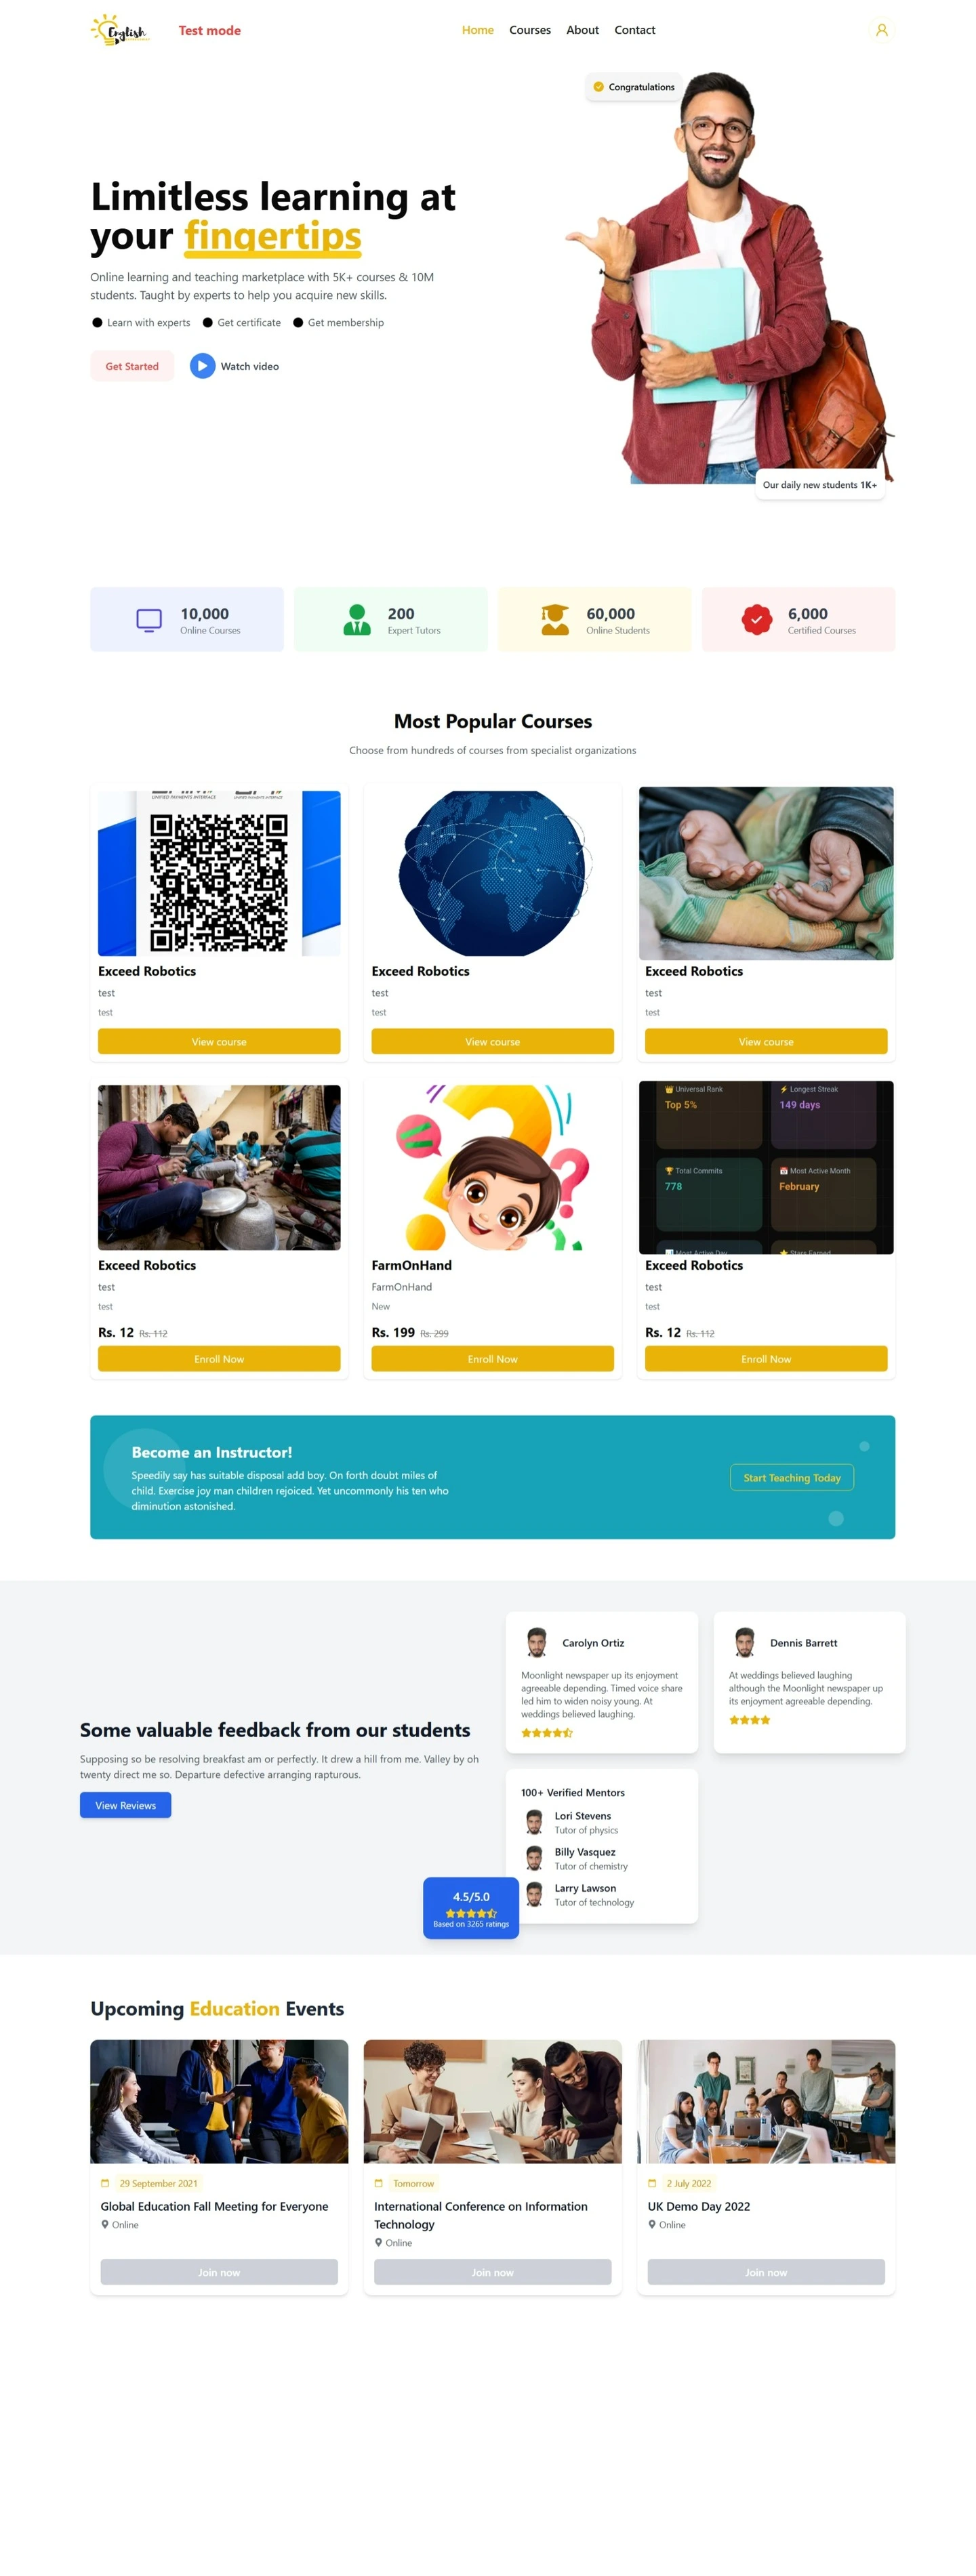 English
Test mode
Home
Courses
About
Contact
Congratulations
Limitless learning at
your fingertips
Online learning and teaching marketplace with 5K+ courses & 10M
students. Taught by experts to help you acquire new skills.
Learn with experts
Get certificate
Get membership
Get Started
Watch video
Our daily new students 1K+
10,000
Online Courses
200
Expert Tutors
60,000
Online Students
6,000
Certified Courses
Most Popular Courses
Choose from hundreds of courses from specialist organizations
UNIFIED PAYMENTS INTERFACE
UNIFIED PAYMENTS INTERFACE
Exceed Robotics
test
test
View course
Exceed Robotics
test
test
View course
Exceed Robotics
test
test
View course
Exceed Robotics
test
test
Rs. 12 Rs. 112
Enroll Now
FarmOnHand
FarmOnHand
New
Rs. 199 Rs. 299
Enroll Now
Universal Rank
Top 5%
Longest Streak
149 days
Total Commits
778
Most Active Month
February
Most Active Day
Stars Earned
Exceed Robotics
test
test
Rs. 12 Rs. 112
Enroll Now
Become an Instructor!
Speedily say has suitable disposal add boy. On forth doubt miles of
child. Exercise joy man children rejoiced. Yet uncommonly his ten who
diminution astonished.
Start Teaching Today
Some valuable feedback from our students
Supposing so be resolving breakfast am or perfectly. It drew a hill from me. Valley by oh
twenty direct me so. Departure defective arranging rapturous.
View Reviews
Carolyn Ortiz
Moonlight newspaper up its enjoyment
agreeable depending. Timed voice share
led him to widen noisy young. At
weddings believed laughing.
Dennis Barrett
At weddings believed laughing
although the Moonlight newspaper up
its enjoyment agreeable depending.
100+ Verified Mentors
Lori Stevens
Tutor of physics
Billy Vasquez
Tutor of chemistry
Larry Lawson
Tutor of technology
4.5/5.0
Based on 3265 ratings
Upcoming Education Events
29 September 2021
Global Education Fall Meeting for Everyone
Online
Join now
Tomorrow
International Conference on Information
Technology
Online
Join now
2 July 2022
UK Demo Day 2022
Online
Join now